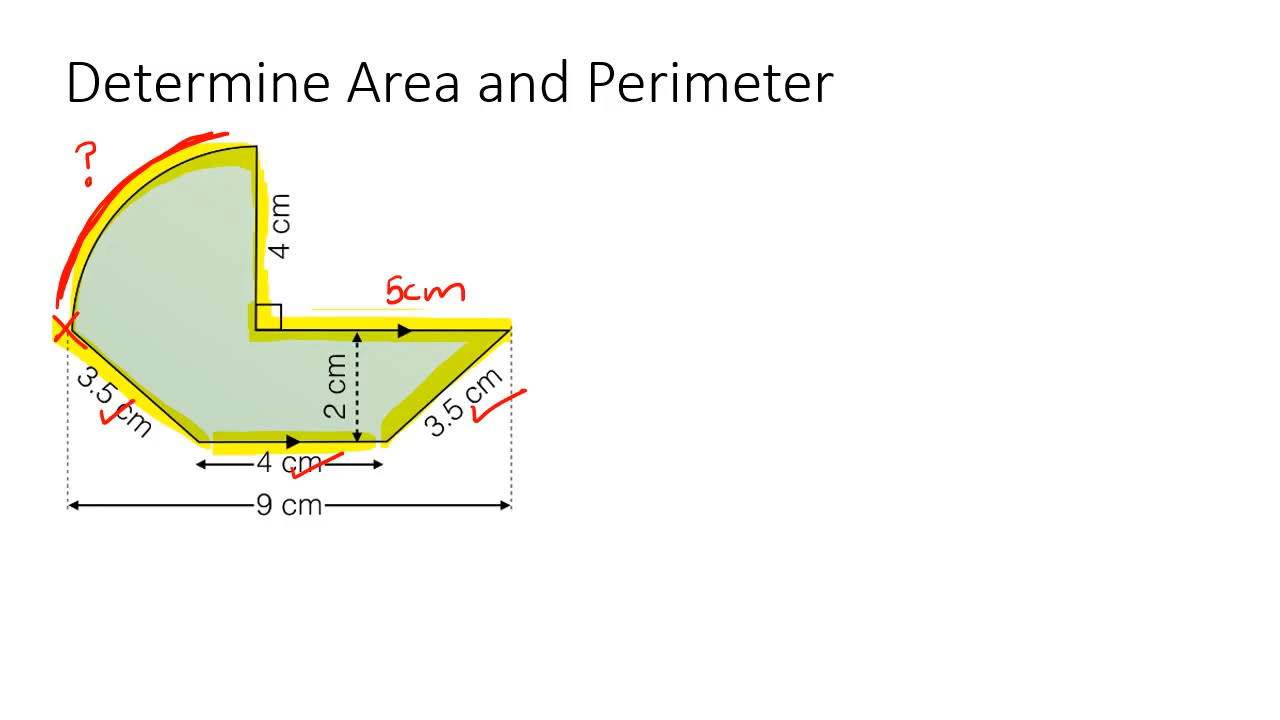 Determine Area and Perimeter
?
4 cm
5cm
2 cm
3.5 cm
3.5 cm
4 cm
9 cm